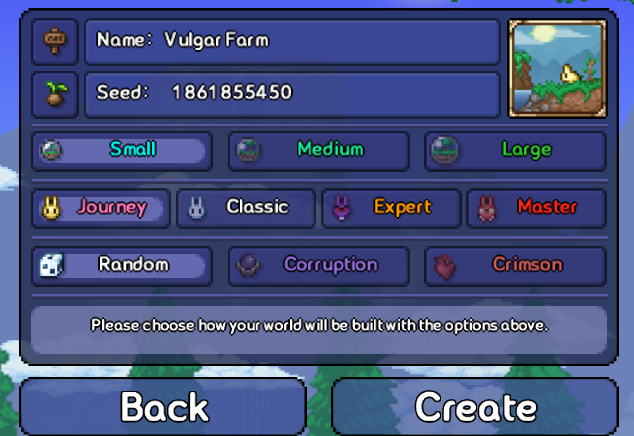 Name: Vulgar Farm
Seed: 1861855450
Small Medium Large
Journey Classic Expert Master
Random Corruption Crimson
Please choose how your world will be built with the options above.
Back Create